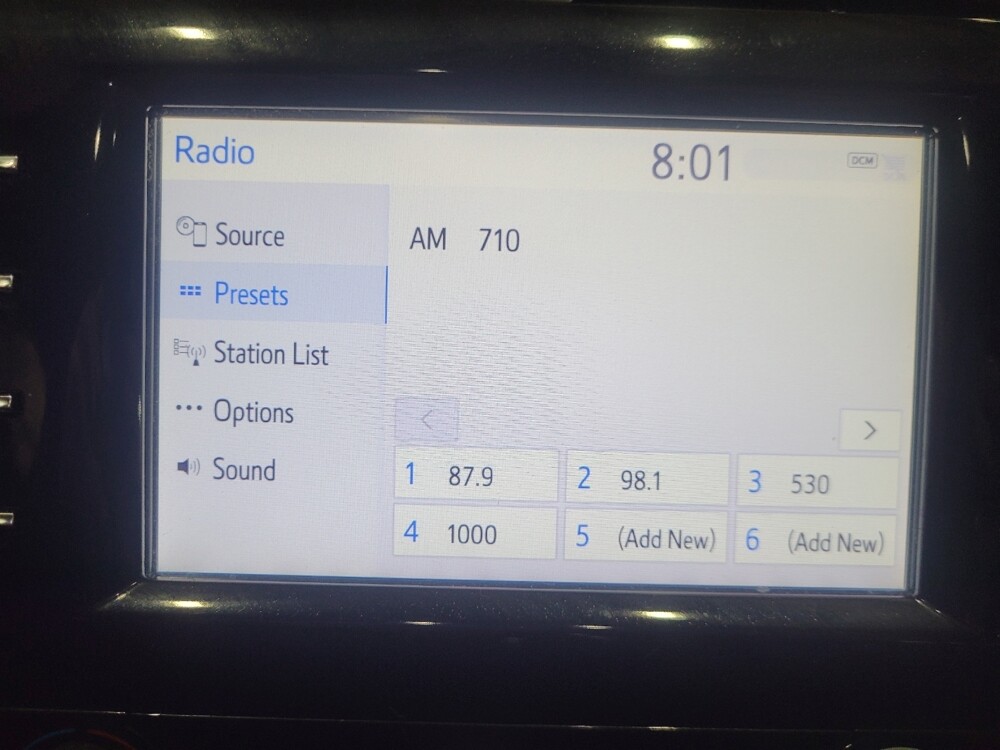 Radio
8:01
DCM
Source
AM 710
Presets
Station List
Options
Sound
<
>
1 87.9
2 98.1
3 530
4 1000
5 (Add New)
6 (Add New)